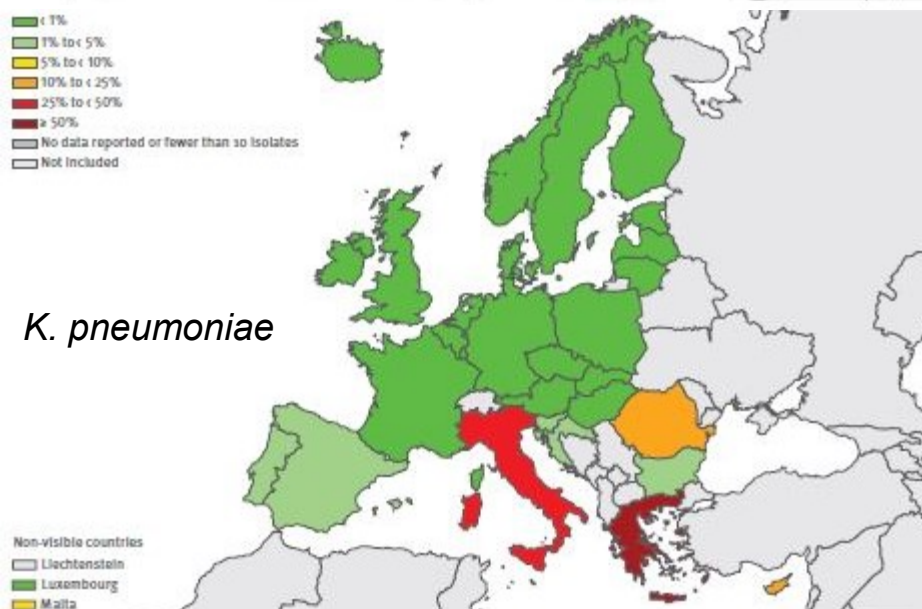 < 1%
1% to < 5%
5% to < 10%
10% to < 25%
25% to < 50%
≥ 50%
No data reported or fewer than 10 isolates
Not included
K. pneumoniae
Non-visible countries
Liechtenstein
Luxembourg
Malta